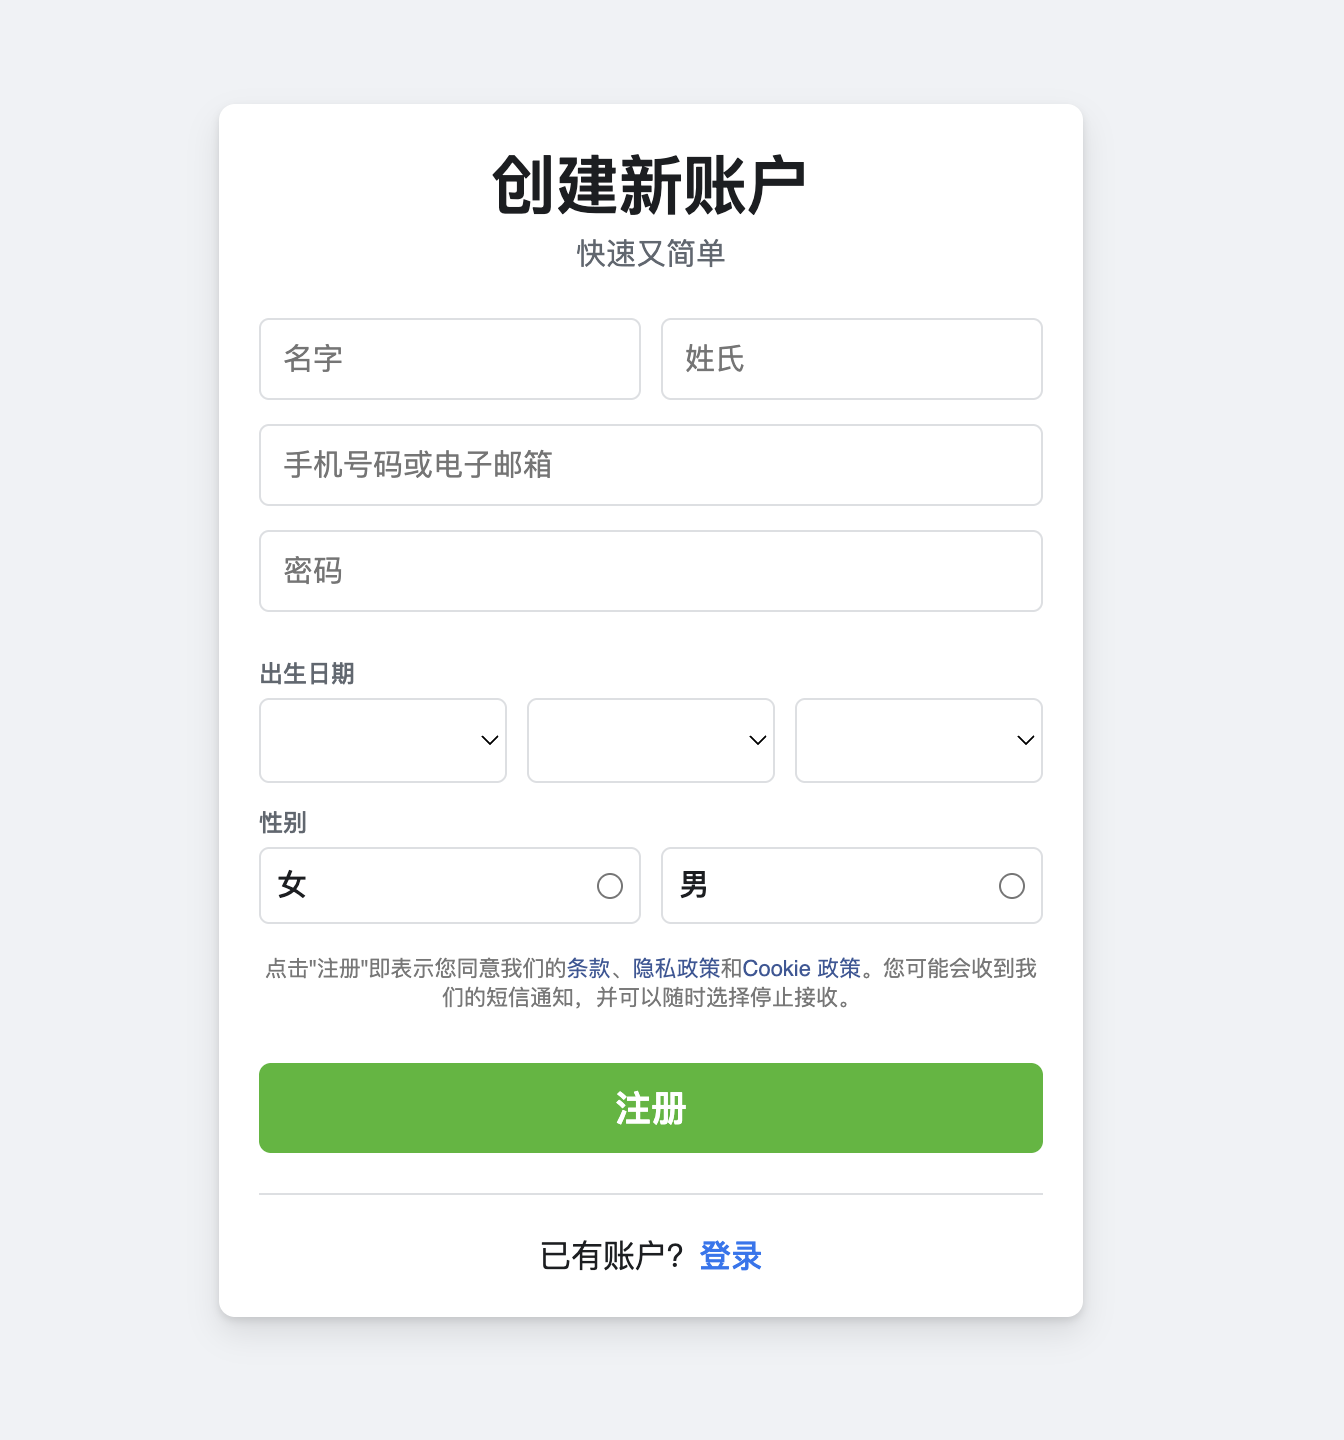 创建新账户
快速又简单
名字 姓氏
手机号码或电子邮箱
密码
出生日期
性别
女 男
点击"注册"即表示您同意我们的条款、隐私政策和Cookie 政策。您可能会收到我
们的短信通知，并可以随时选择停止接收。
注册
已有账户？登录